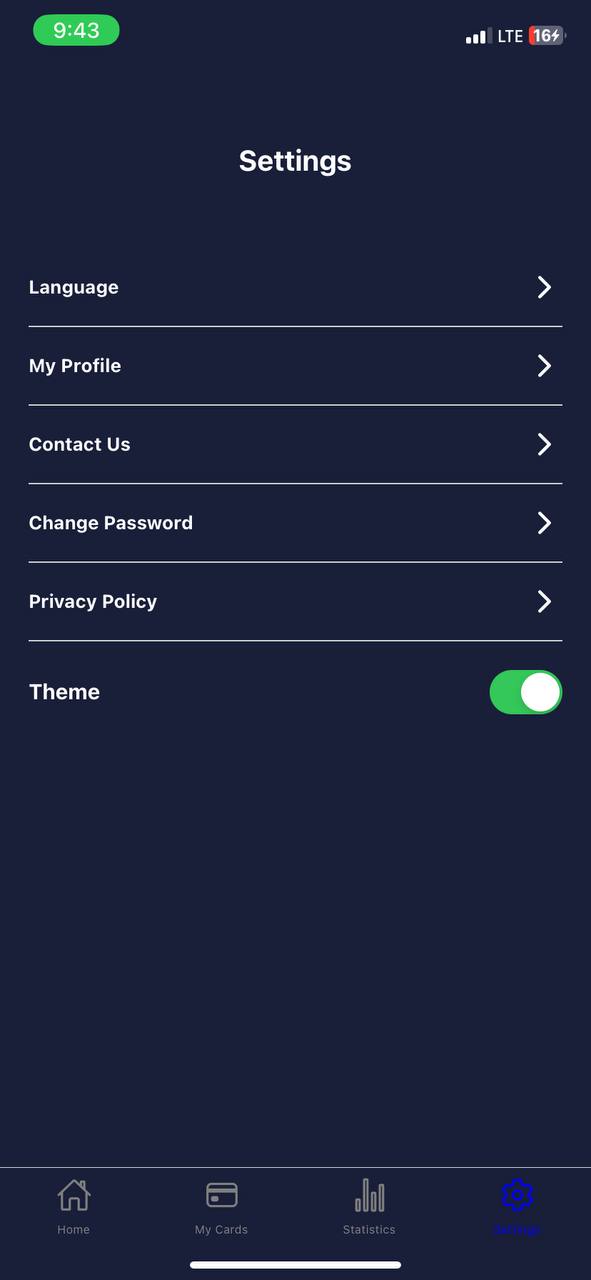 9:43
LTE 16
Settings
Language
My Profile
Contact Us
Change Password
Privacy Policy
Theme
Home
My Cards
Statistics
Settings